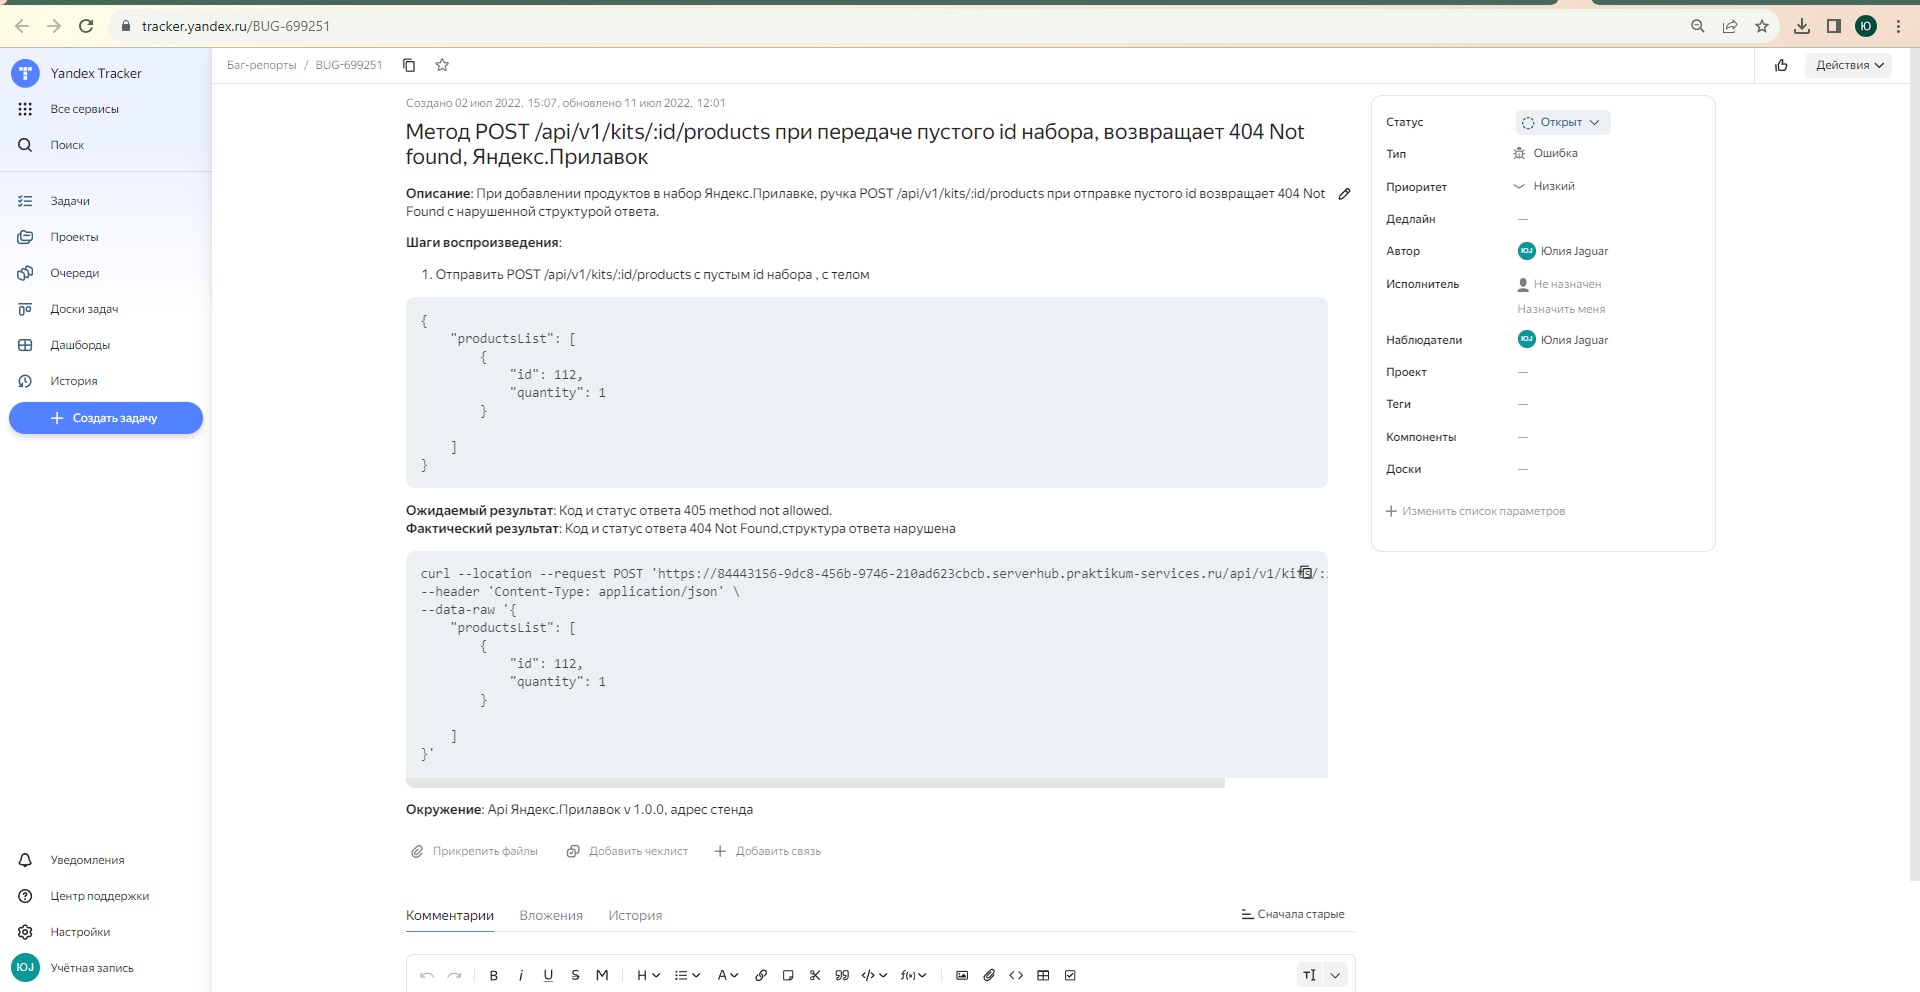 tracker.yandex.ru/BUG-699251
Ю
Yandex Tracker
Все сервисы
Поиск
Задачи
Проекты
Очереди
Доски задач
Дашборды
История
Создать задачу
Уведомления
Центр поддержки
Настройки
ЮJ Учётная запись
Баг-репорты / BUG-699251
Действия
Создано 02 июл 2022, 15:07, обновлено 11 июл 2022, 12:01
Метод POST /api/v1/kits/:id/products при передаче пустого id набора, возвращает 404 Not
found, Яндекс.Прилавок
Описание: При добавлении продуктов в набор Яндекс.Прилавке, ручка POST /api/v1/kits/:id/products при отправке пустого id возвращает 404 Not
Found с нарушенной структурой ответа.
Шаги воспроизведения:
1. Отправить POST /api/v1/kits/:id/products с пустым id набора , с телом
{
"productsList": [
{
"id": 112,
"quantity": 1
}
]
}
Ожидаемый результат: Код и статус ответа 405 method not allowed.
Фактический результат: Код и статус ответа 404 Not Found,структура ответа нарушена
curl --location --request POST 'https://84443156-9dc8-456b-9746-210ad623cbcb.serverhub.praktikum-services.ru/api/v1/kits/:
--header 'Content-Type: application/json' \
--data-raw '{
"productsList": [
{
"id": 112,
"quantity": 1
}
]
}'
Окружение: Api Яндекс.Прилавок v 1.0.0, адрес стенда
Прикрепить файлы Добавить чеклист Добавить связь
Комментарии Вложения История Сначала старые
B i U S M H A f(x) TI
Статус Открыт
Тип Ошибка
Приоритет Низкий
Дедлайн —
Автор ЮJ Юлия Jaguar
Исполнитель Не назначен
Назначить меня
Наблюдатели ЮJ Юлия Jaguar
Проект —
Теги —
Компоненты —
Доски —
Изменить список параметров